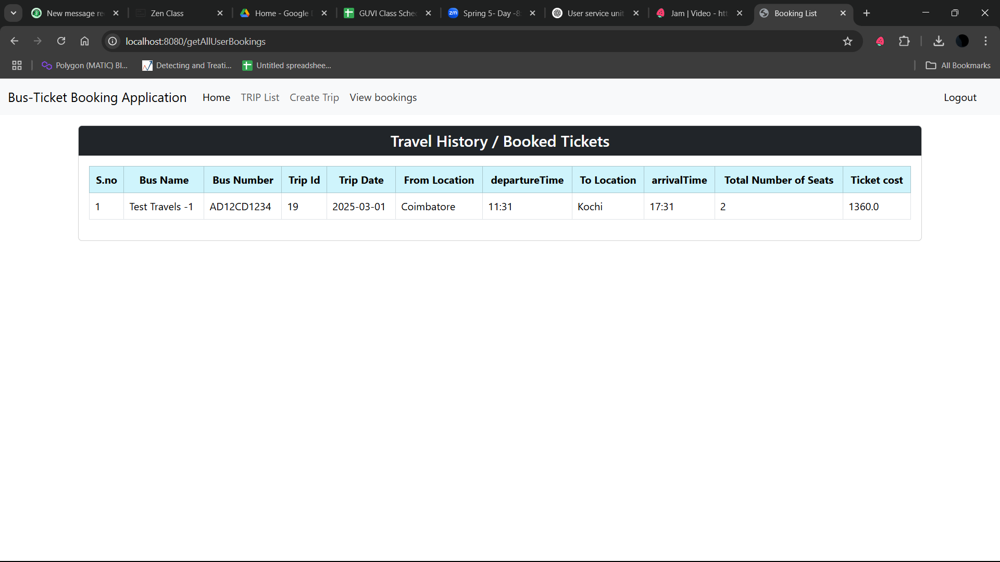 New message re
Zen Class
Home - Google
GUVI Class Sche
zm
Spring 5- Day -8
User service unit
Jam | Video - htt
Booking List
localhost:8080/getAllUserBookings
Polygon (MATIC) Bl...
Detecting and Treati...
Untitled spreadshee...
All Bookmarks
Bus-Ticket Booking Application Home TRIP List Create Trip View bookings Logout
Travel History / Booked Tickets
S.no Bus Name Bus Number Trip Id Trip Date From Location departureTime To Location arrivalTime Total Number of Seats Ticket cost
1 Test Travels -1 AD12CD1234 19 2025-03-01 Coimbatore 11:31 Kochi 17:31 2 1360.0